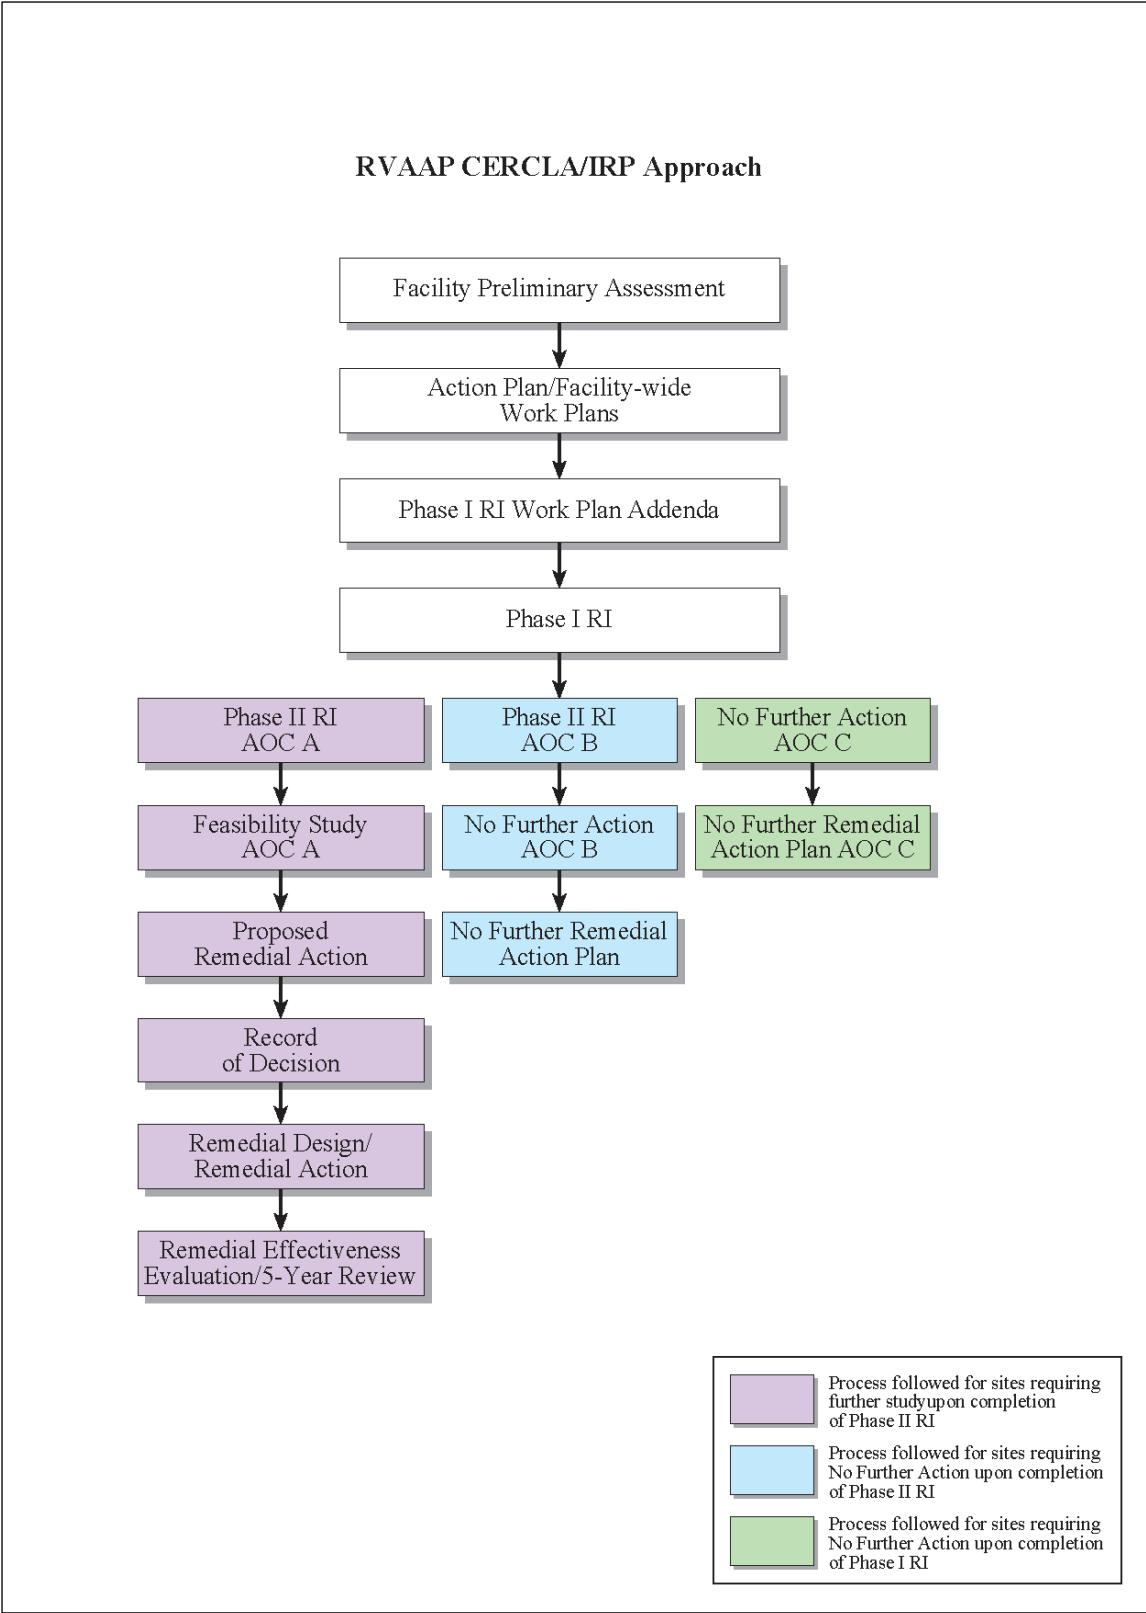 RVAAP CERCLA/IRP Approach
Facility Preliminary Assessment
Action Plan/Facility-wide
Work Plans
Phase I RI Work Plan Addenda
Phase I RI
Phase II RI
AOC A
Phase II RI
AOC B
No Further Action
AOC C
Feasibility Study
AOC A
No Further Action
AOC B
No Further Remedial
Action Plan AOC C
Proposed
Remedial Action
No Further Remedial
Action Plan
Record
of Decision
Remedial Design/
Remedial Action
Remedial Effectiveness
Evaluation/5-Year Review
Process followed for sites requiring
further studyupon completion
of Phase II RI
Process followed for sites requiring
No Further Action upon completion
of Phase II RI
Process followed for sites requiring
No Further Action upon completion
of Phase I RI